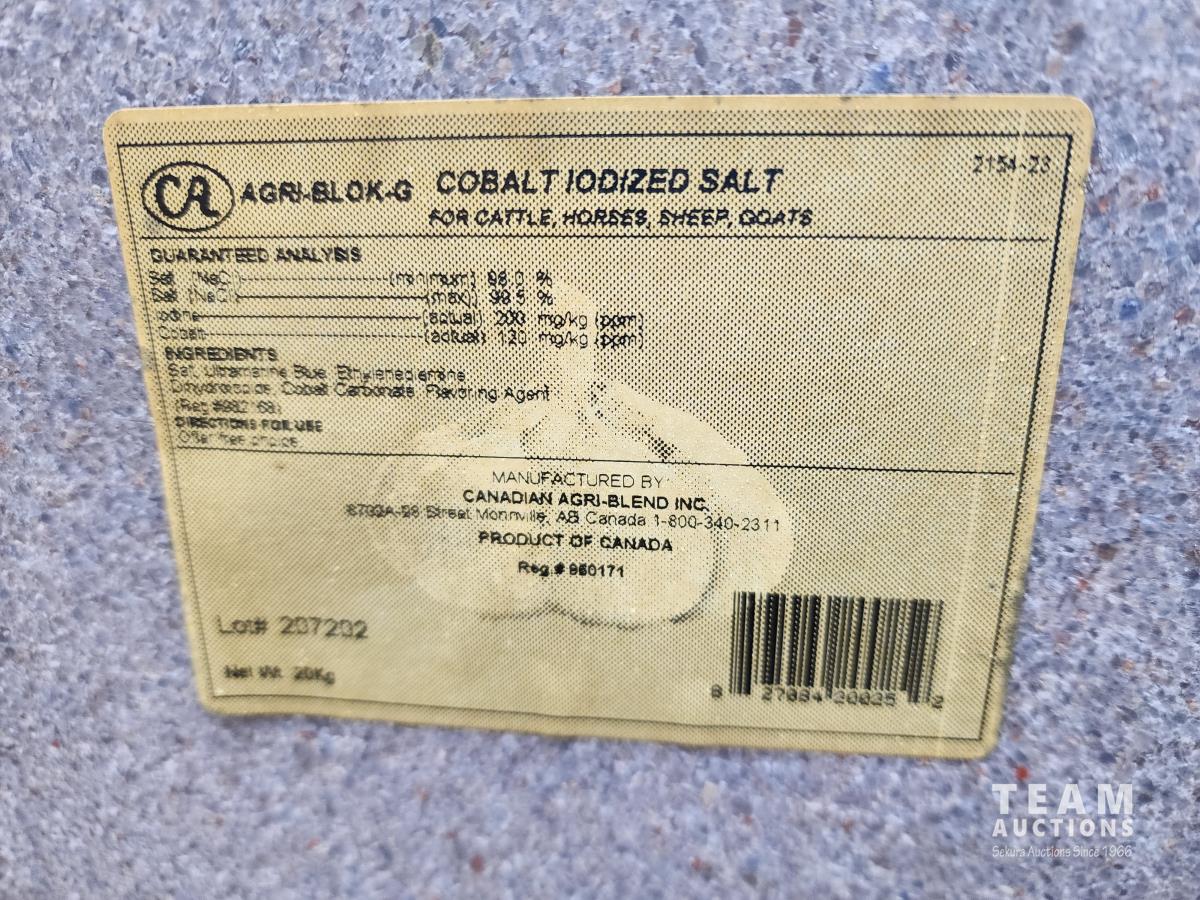 2154-23
CA AGRI-BLOK-G COBALT IODIZED SALT
FOR CATTLE, HORSES, SHEEP, GOATS
GUARANTEED ANALYSIS
Salt (NaCl) (minimum) 98.0 %
Salt (NaCl) (max) 99.5 %
Iodine (actual) 200 mg/kg (ppm)
Cobalt (actual) 120 mg/kg (ppm)
INGREDIENTS
Salt, Ultramarine Blue,
Cobalt Carbonate, Flavoring Agent
DIRECTIONS FOR USE
Offer free choice
MANUFACTURED BY
CANADIAN AGRI-BLEND INC.
Street Morinville, AB Canada 1-800-340-2311
PRODUCT OF CANADA
Reg.#
Lot# 207202
Net Wt. 20Kg
8 2
TEAM
AUCTIONS
Sekura Auctions Since 1966